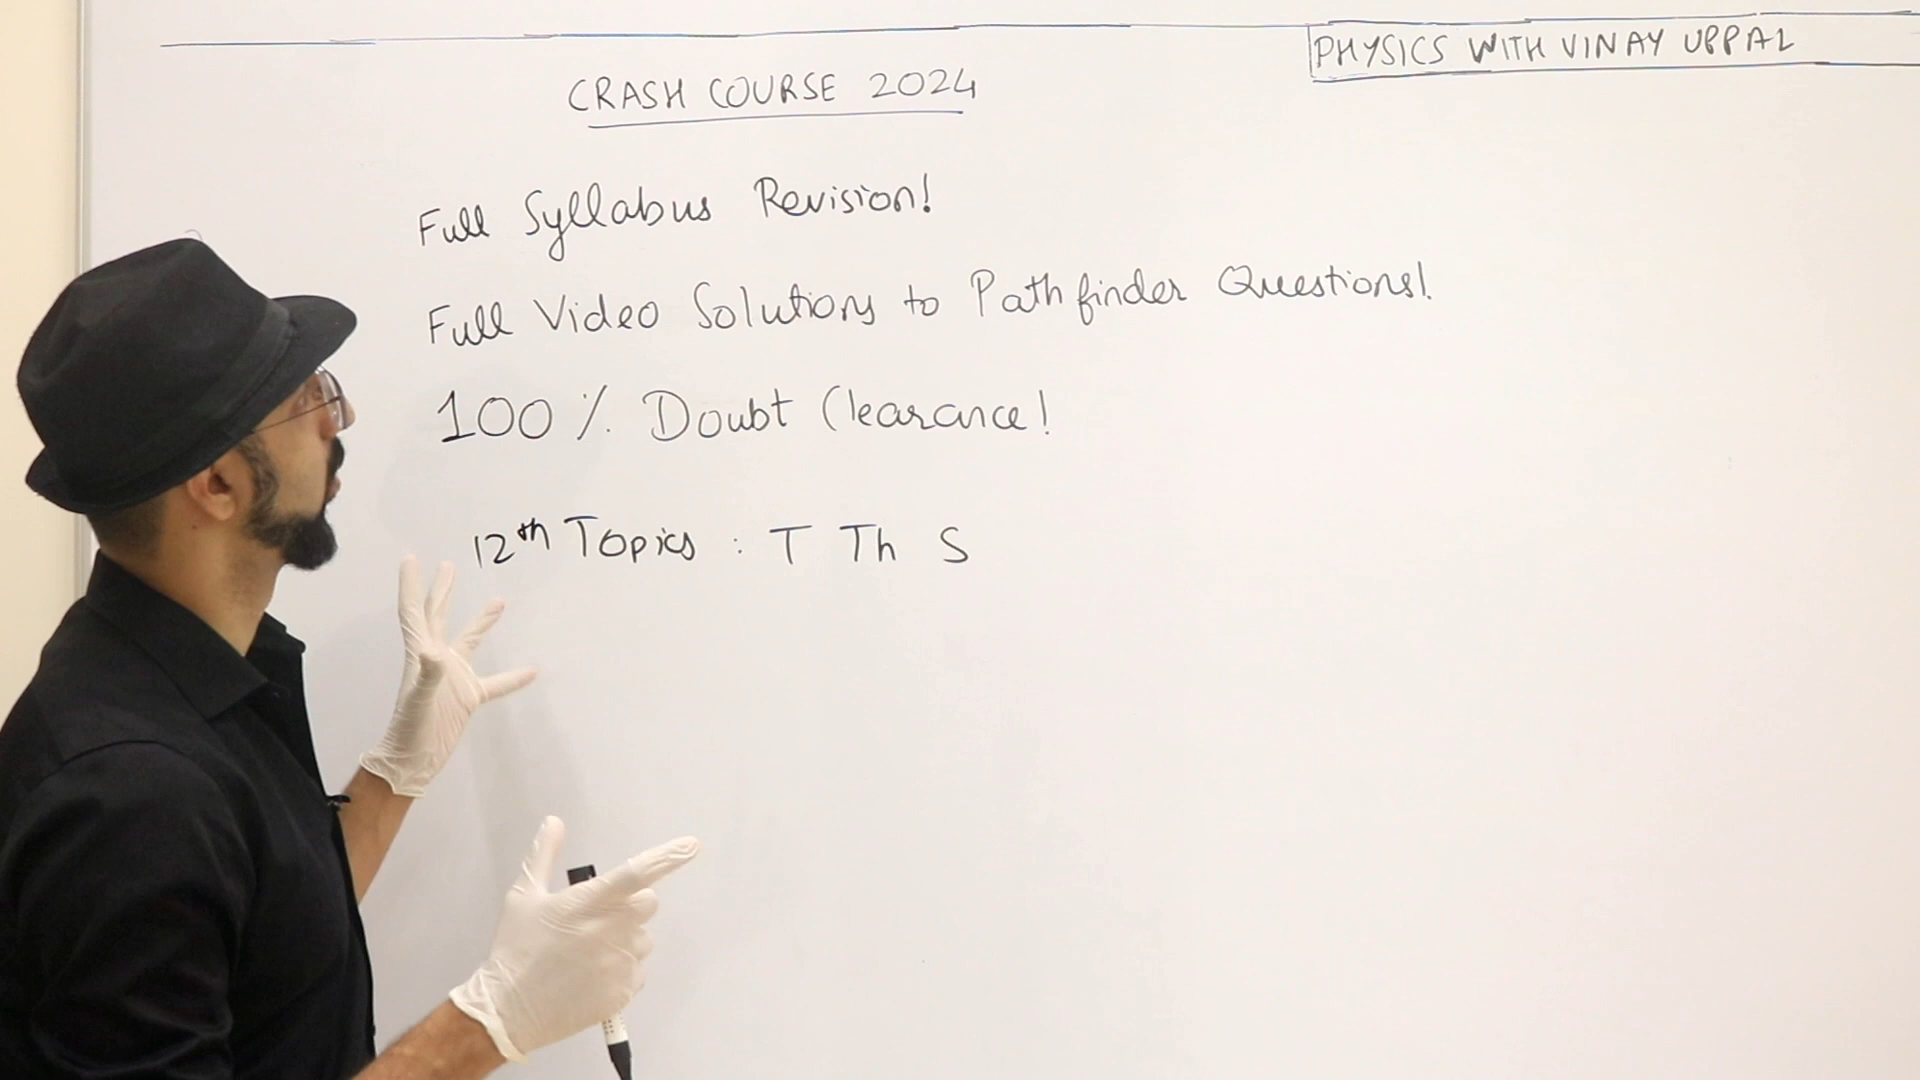 PHYSICS WITH VINAY UPPAL
CRASH COURSE 2024
Full Syllabus Revision!
Full Video Solutions to Pathfinder Questions!
100 % Doubt Clearance!
12th Topics : T Th S